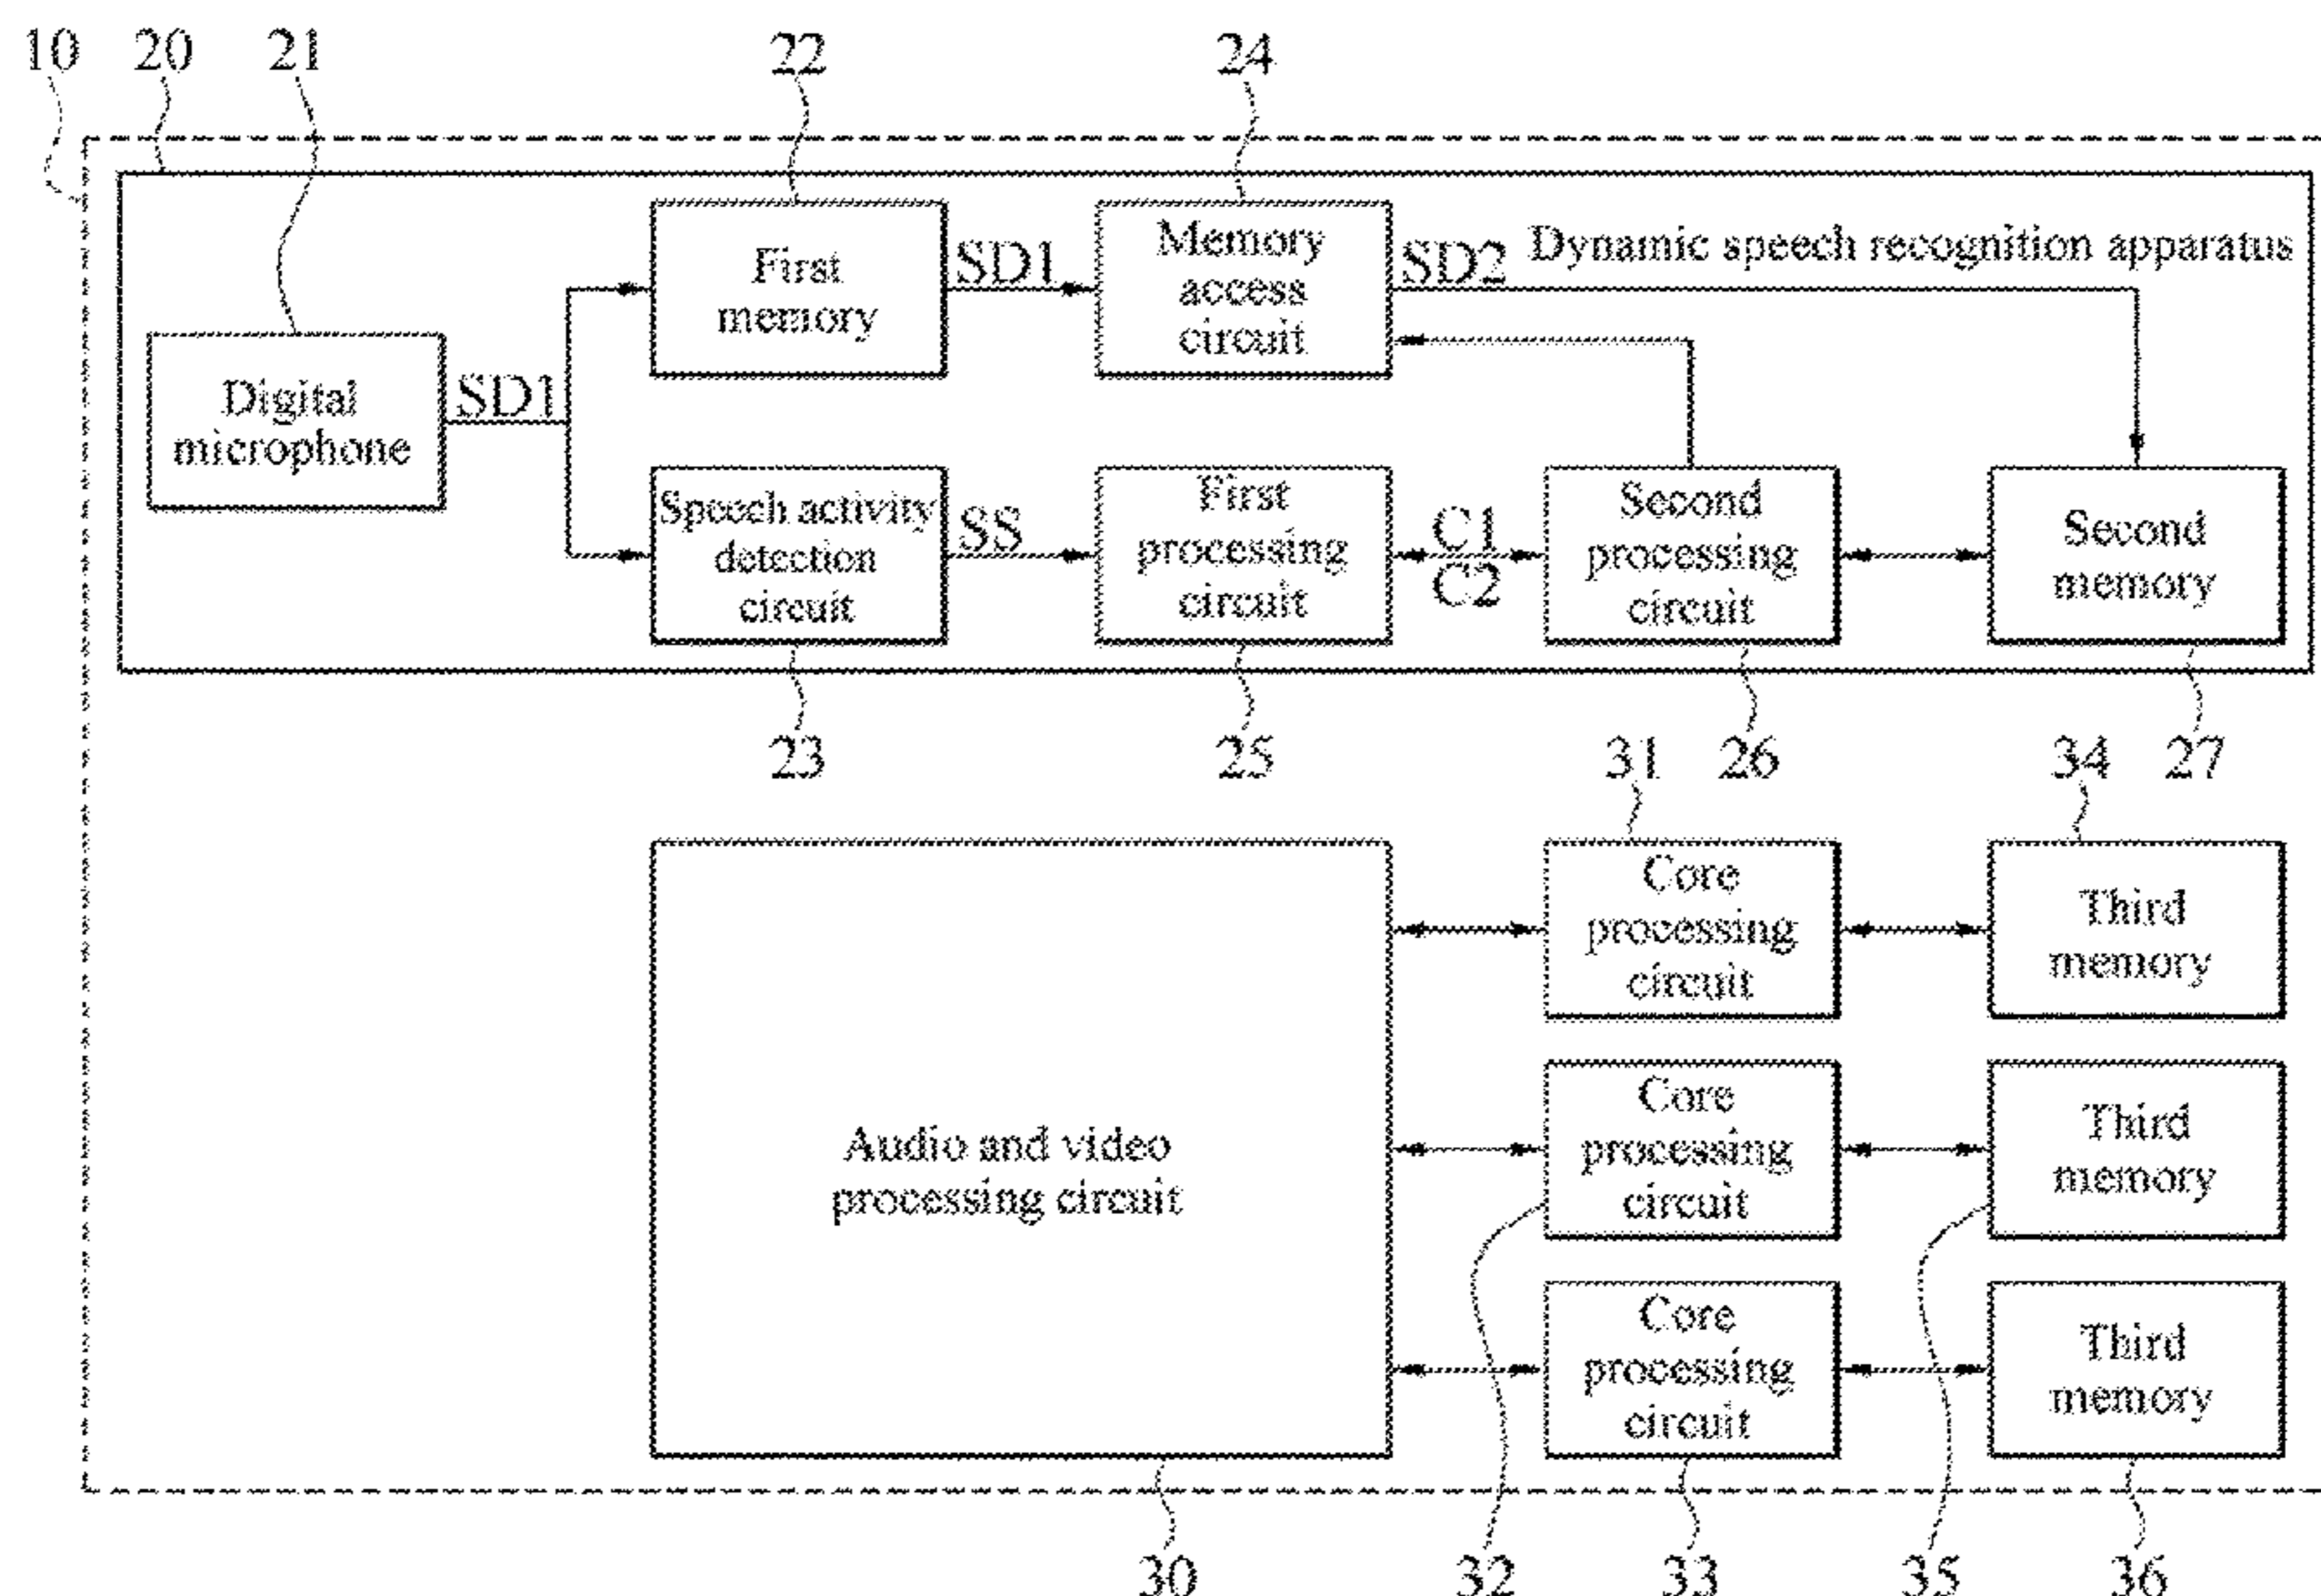 10 20 21 22 24
First
memory
SD1
Memory
access
circuit
SD2
Dynamic speech recognition apparatus
Digital
microphone
SD1
Speech activity
detection
circuit
SS
First
processing
circuit
C1
C2
Second
processing
circuit
Second
memory
23 25 31 26 34 27
Audio and video
processing circuit
Core
processing
circuit
Third
memory
Core
processing
circuit
Third
memory
Core
processing
circuit
Third
memory
30 32 33 35 36